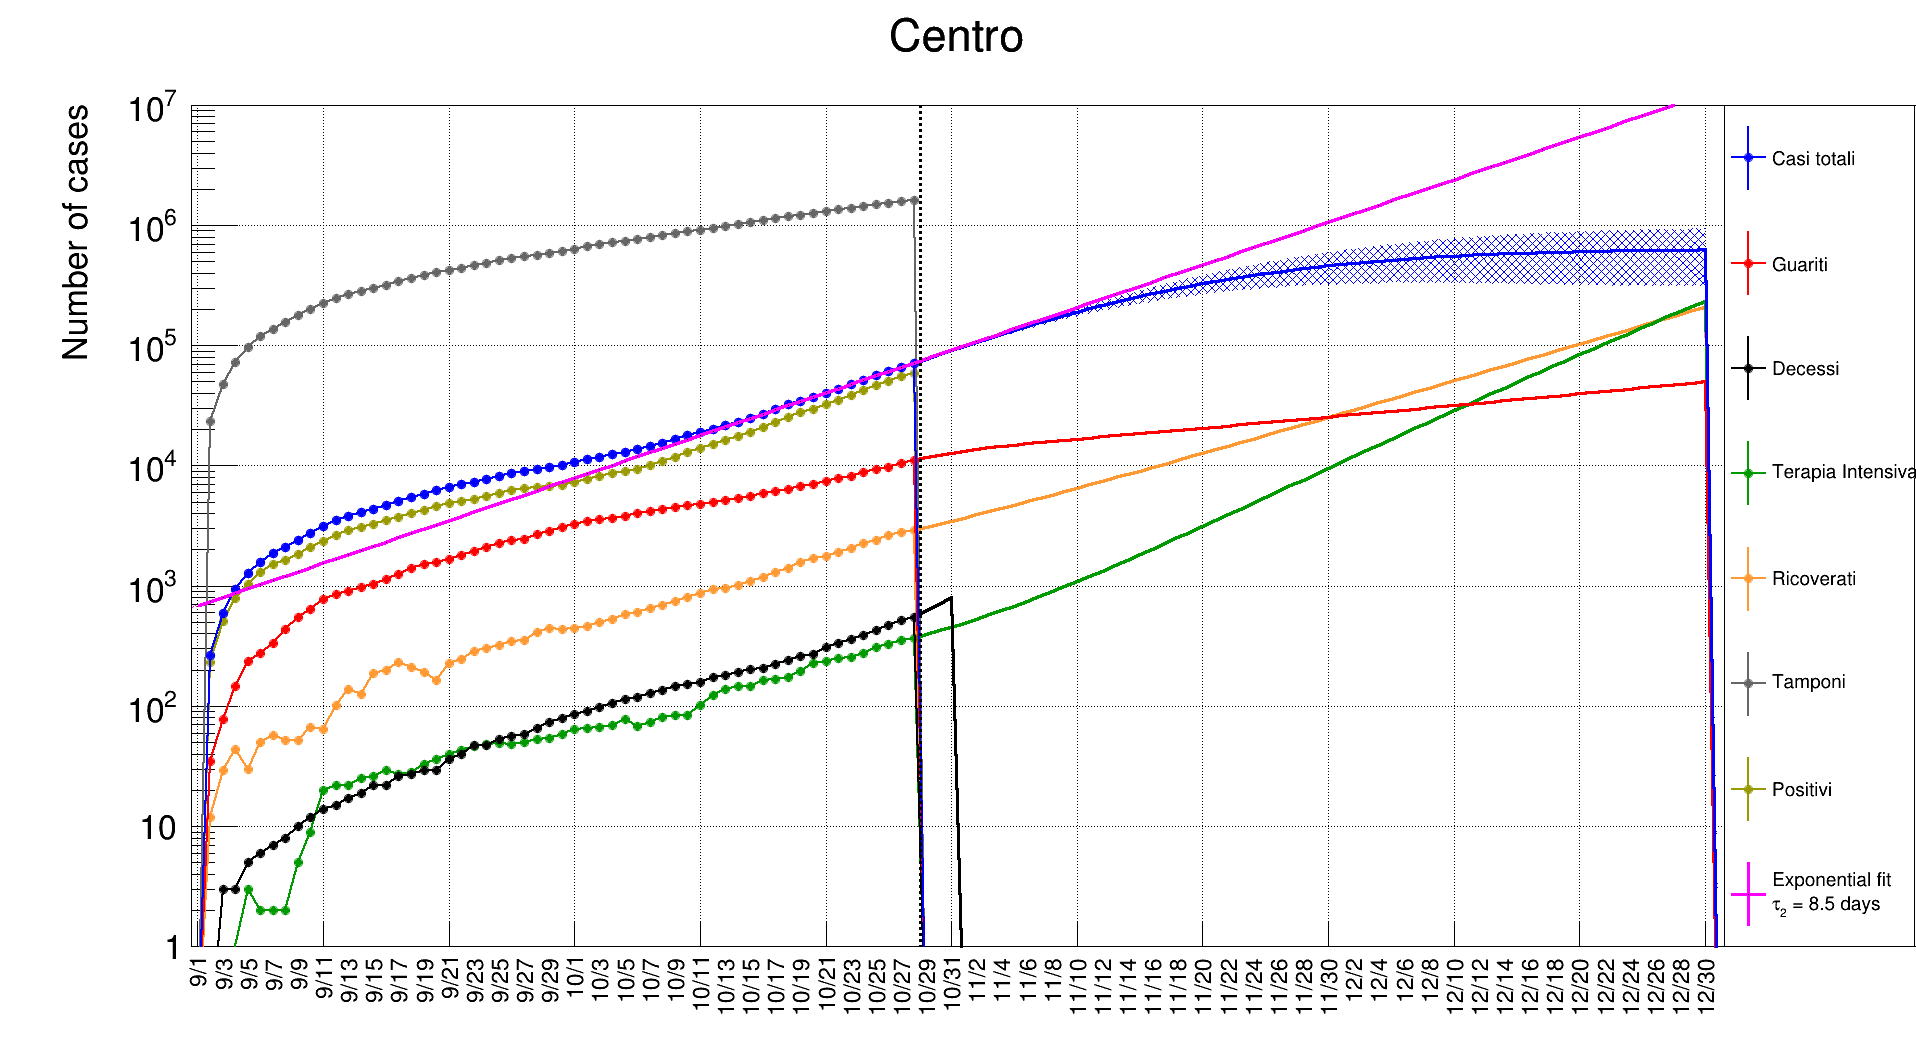 Centro
Number of cases
10^7
10^6
10^5
10^4
10^3
10^2
10
1
9/1 9/3 9/5 9/7 9/9 9/11 9/13 9/15 9/17 9/19 9/21 9/23 9/25 9/27 9/29 10/1 10/3 10/5 10/7 10/9 10/11 10/13 10/15 10/17 10/19 10/21 10/23 10/25 10/27 10/29 10/31 11/2 11/4 11/6 11/8 11/10 11/12 11/14 11/16 11/18 11/20 11/22 11/24 11/26 11/28 11/30 12/2 12/4 12/6 12/8 12/10 12/12 12/14 12/16 12/18 12/20 12/22 12/24 12/26 12/28 12/30
Casi totali
Guariti
Decessi
Terapia Intensiva
Ricoverati
Tamponi
Positivi
Exponential fit
τ₂ = 8.5 days